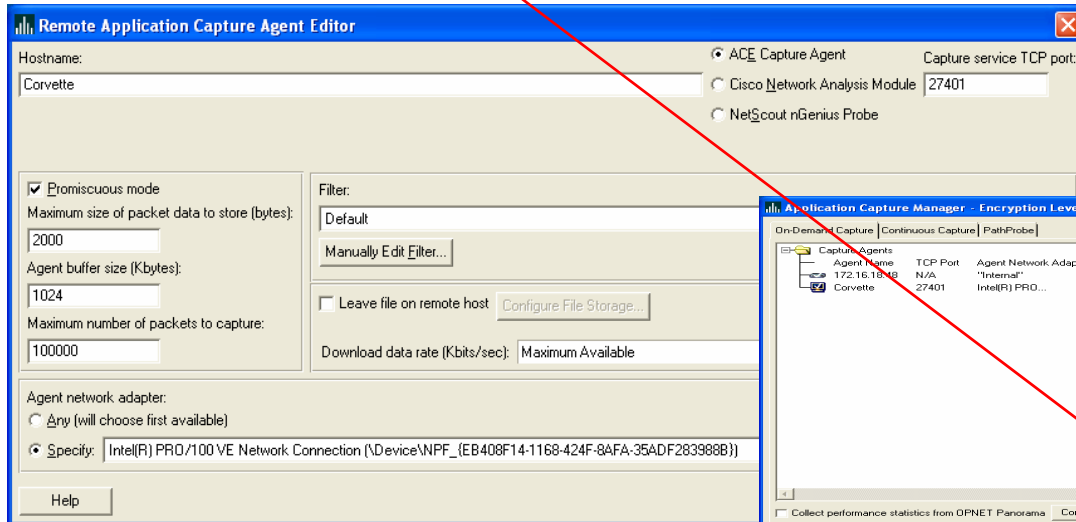 Remote Application Capture Agent Editor
Hostname:
Corvette
ACE Capture Agent
Cisco Network Analysis Module
NetScout nGenius Probe
Capture service TCP port:
27401
Promiscuous mode
Maximum size of packet data to store (bytes):
2000
Agent buffer size (Kbytes):
1024
Maximum number of packets to capture:
100000
Filter:
Default
Manually Edit Filter...
Leave file on remote host
Configure File Storage...
Download data rate (Kbits/sec):
Maximum Available
Agent network adapter:
Any (will choose first available)
Specify:
Intel(R) PRO/100 VE Network Connection (\Device\NPF_{EB408F14-1168-424F-8AFA-35ADF283988B})
Help
Application Capture Manager - Encryption Leve
On-Demand Capture
Continuous Capture
PathProbe
Capture Agents
Agent Name TCP Port Agent Network Adap
172.16.18.48 N/A "Internal"
Corvette 27401 Intel(R) PRO...
Collect performance statistics from OPNET Panorama
Co